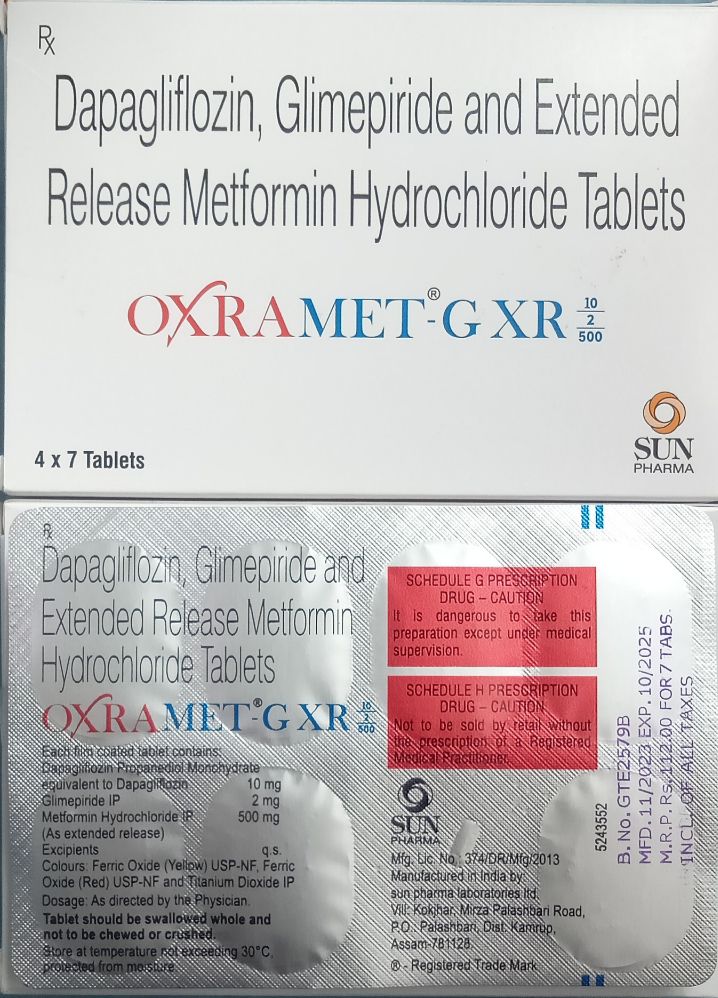 Rx
Dapagliflozin, Glimepiride and Extended
Release Metformin Hydrochloride Tablets
OXRAMET®-G XR 10/2/500
4 x 7 Tablets
SUN
PHARMA
Rx
Dapagliflozin, Glimepiride and
Extended Release Metformin
Hydrochloride Tablets
OXRAMET®-G XR 10/2/500
Each film coated tablet contains:
Dapagliflozin Propanediol Monohydrate
equivalent to Dapagliflozin 10 mg
Glimepiride IP 2 mg
Metformin Hydrochloride IP 500 mg
(As extended release)
Excipients q.s.
Colours: Ferric Oxide (Yellow) USP-NF, Ferric
Oxide (Red) USP-NF and Titanium Dioxide IP
Dosage: As directed by the Physician.
Tablet should be swallowed whole and
not to be chewed or crushed.
Store at temperature not exceeding 30°C,
protected from moisture.
SCHEDULE G PRESCRIPTION
DRUG – CAUTION
It is dangerous to take this
preparation except under medical
supervision.
SCHEDULE H PRESCRIPTION
DRUG – CAUTION
Not to be sold by retail without
the prescription of a Registered
Medical Practitioner.
SUN
PHARMA
Mfg. Lic. No.: 374/DR/Mfg/2013
Manufactured in India by:
sun pharma laboratories ltd.
Vill: Kokjhar, Mirza Palashbari Road,
P.O.: Palashbari, Dist. Kamrup,
Assam-781128.
® - Registered Trade Mark
5243552
B. No. GTE2579B
MFD. 11/2023 EXP. 10/2025
M.R.P. Rs. 112.00 FOR 7 TABS.
INCL. OF ALL TAXES